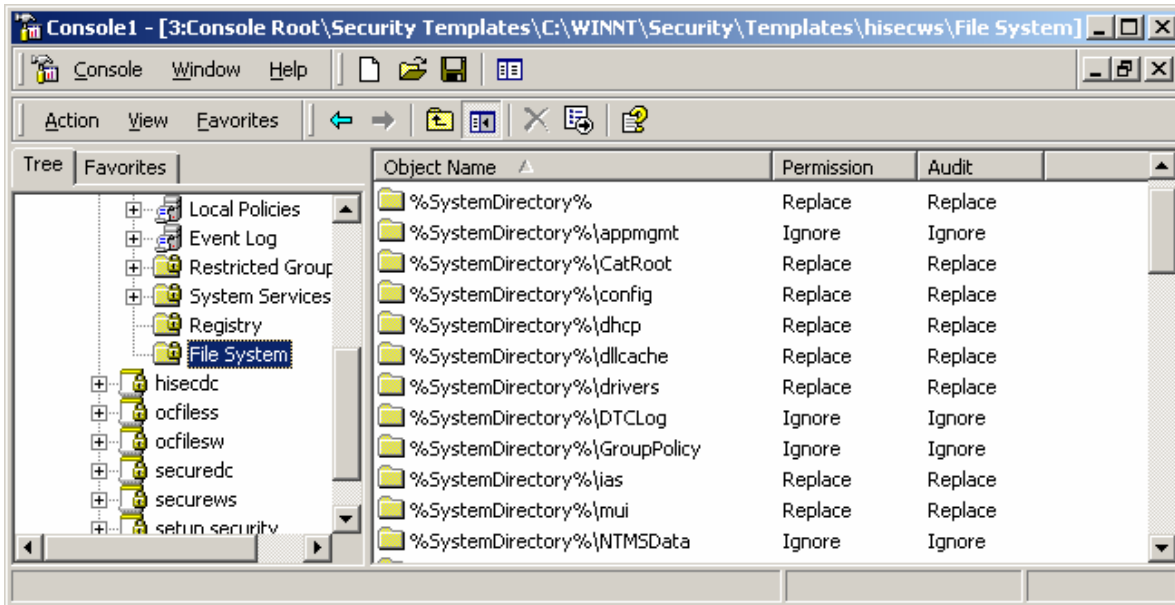 Console1 - [3:Console Root\Security Templates\C:\WINNT\Security\Templates\hisecws\File System]
Console Window Help
Action View Favorites
Tree Favorites
Object Name Permission Audit
Local Policies
Event Log
Restricted Group
System Services
Registry
File System
hisecdc
ocfiless
ocfilesw
securedc
securews
setup security
%SystemDirectory% Replace Replace
%SystemDirectory%\appmgmt Ignore Ignore
%SystemDirectory%\CatRoot Replace Replace
%SystemDirectory%\config Replace Replace
%SystemDirectory%\dhcp Replace Replace
%SystemDirectory%\dllcache Replace Replace
%SystemDirectory%\drivers Replace Replace
%SystemDirectory%\DTCLog Ignore Ignore
%SystemDirectory%\GroupPolicy Ignore Ignore
%SystemDirectory%\ias Replace Replace
%SystemDirectory%\mui Replace Replace
%SystemDirectory%\NTMSData Ignore Ignore